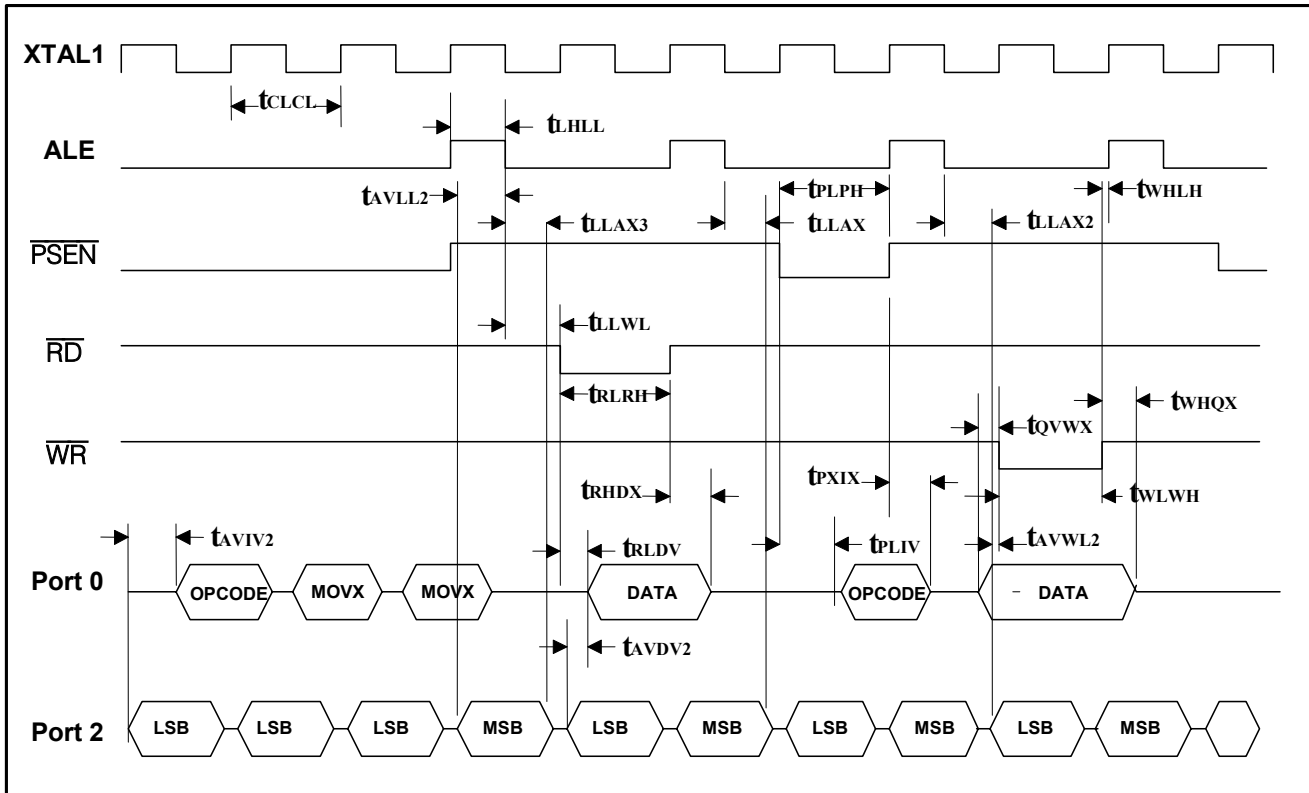 XTAL1
tCLCL
tLHLL
ALE
tAVLL2
tPLPH
tWHLH
tLLAX3
tLLAX
tLLAX2
PSEN
tLLWL
RD
tRLRH
tWHQX
tQVWX
WR
tRHDX
tPXIX
tWLWH
tAVIV2
tRLDV
tPLIV
tAVWL2
Port 0
OPCODE
MOVX
MOVX
DATA
OPCODE
DATA
tAVDV2
Port 2
LSB
LSB
LSB
MSB
LSB
MSB
LSB
MSB
LSB
MSB